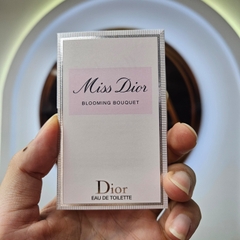 Miss Dior
BLOOMING BOUQUET
Dior
EAU DE TOILETTE